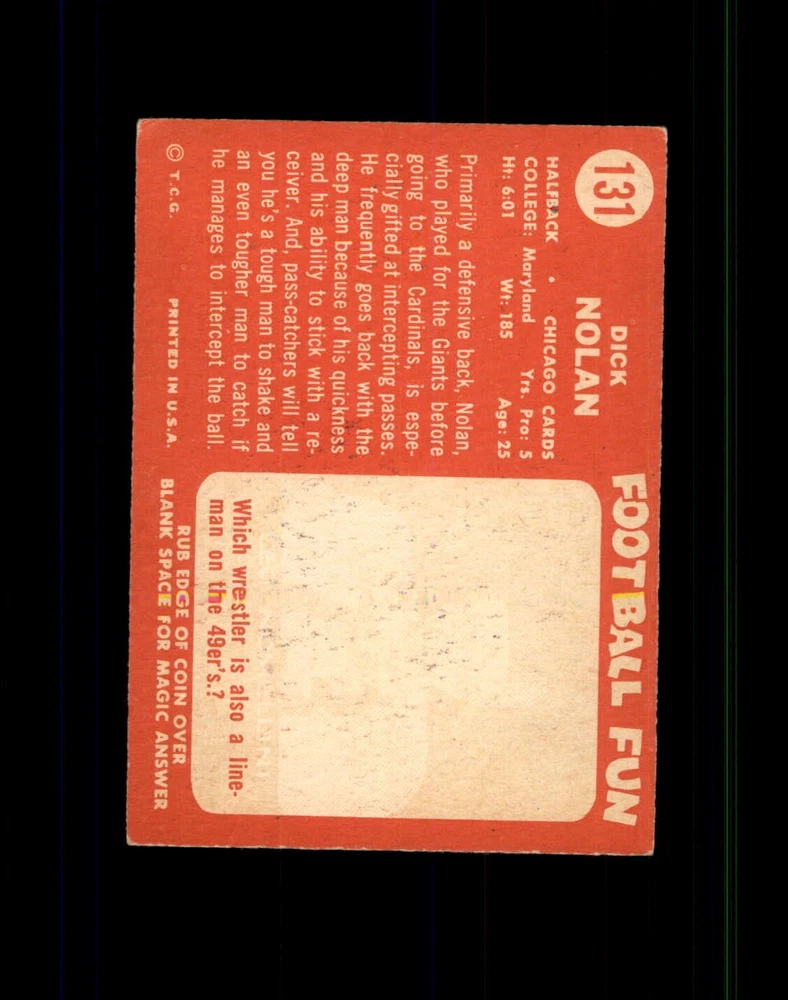 131
DICK
NOLAN
HALFBACK • CHICAGO CARDS
COLLEGE: Maryland Yrs. Pro: 5
Ht: 6:01 Wt: 185 Age: 25
Primarily a defensive back, Nolan,
who played for the Giants before
going to the Cardinals, is espe-
cially gifted at intercepting passes.
He frequently goes back with the
deep man because of his quickness
and his ability to stick with a re-
ceiver. And, pass-catchers will tell
you he's a tough man to shake and
an even tougher man to catch if
he manages to intercept the ball.
© T.C.G. PRINTED IN U.S.A.
FOOTBALL FUN
Which wrestler is also a line-
man on the 49er's.?
RUB EDGE OF COIN OVER
BLANK SPACE FOR MAGIC ANSWER